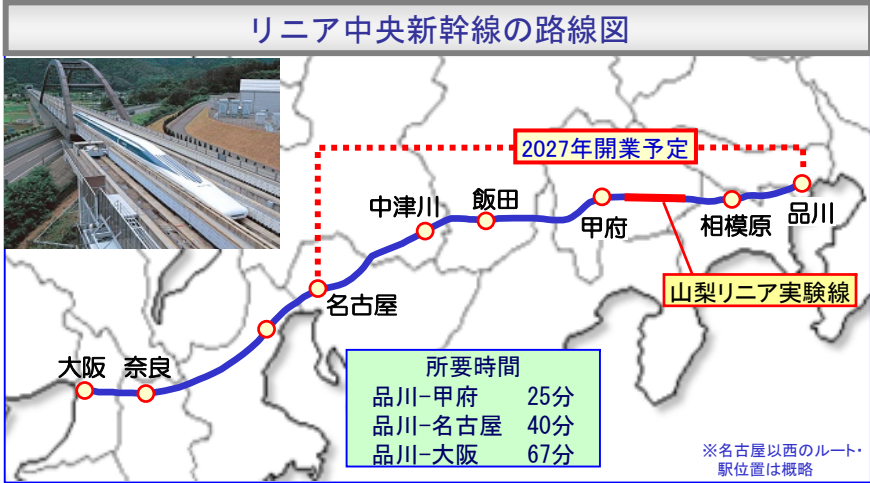 リニア中央新幹線の路線図
2027年開業予定
中津川
飯田
甲府
相模原
品川
山梨リニア実験線
名古屋
大阪
奈良
所要時間
品川-甲府 25分
品川-名古屋 40分
品川-大阪 67分
※名古屋以西のルート・
駅位置は概略